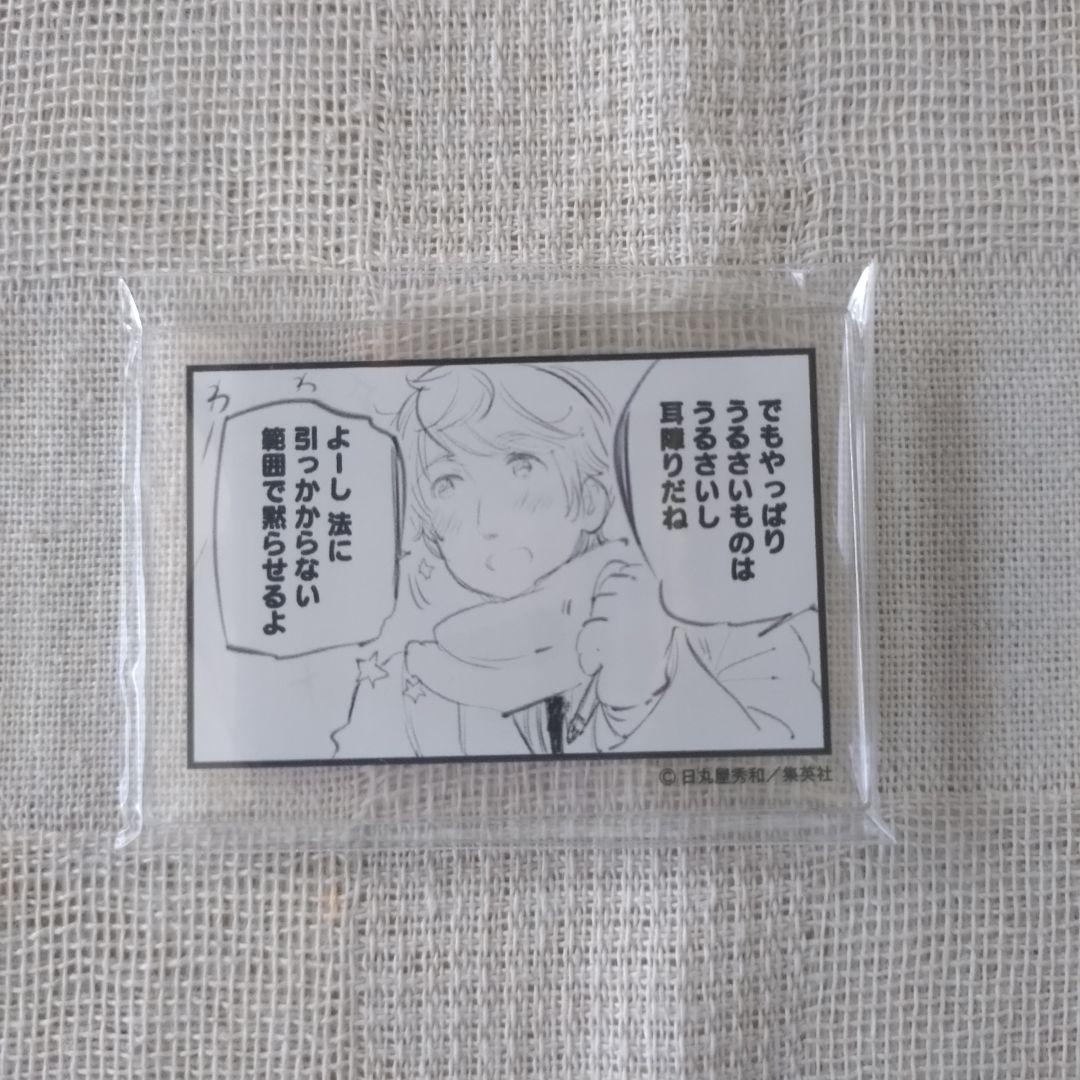 でもやっぱり
うるさいものは
うるさいし
耳障りだね
わ
わ
よーし 法に
引っかからない
範囲で黙らせるよ
© 日丸屋秀和／集英社